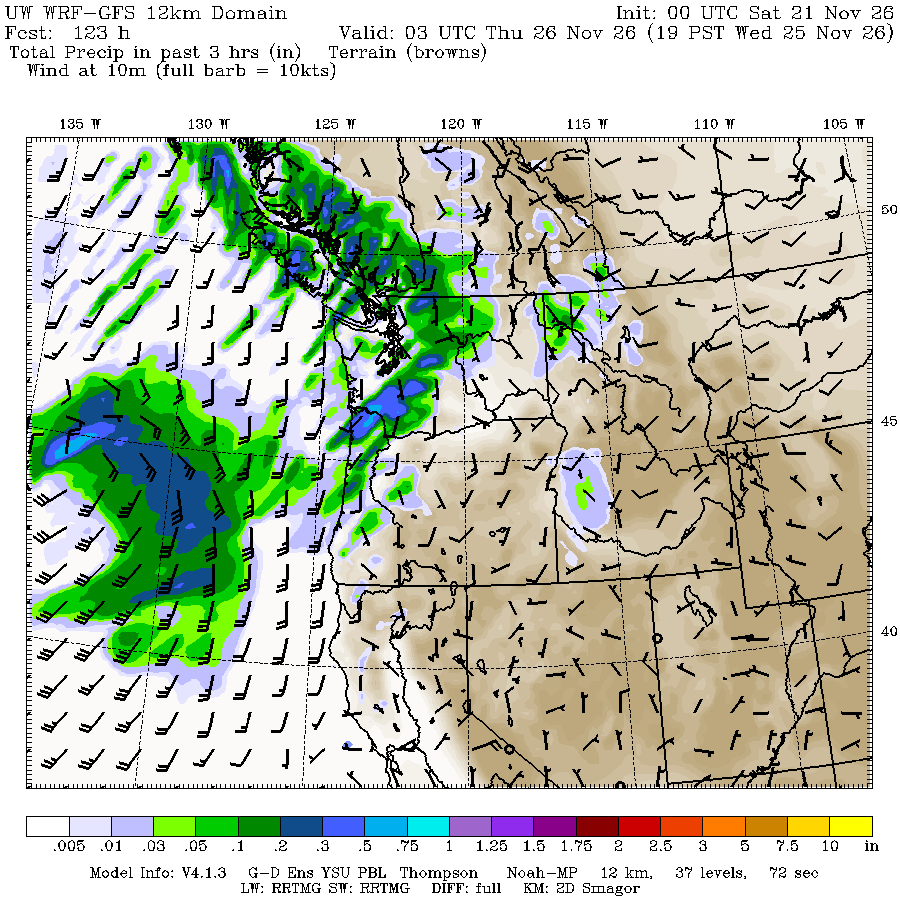 UW WRF-GFS 12km Domain Init: 00 UTC Sat 21 Nov 26
Fcst: 123 h Valid: 03 UTC Thu 26 Nov 26 (19 PST Wed 25 Nov 26)
Total Precip in past 3 hrs (in) Terrain (browns)
Wind at 10m (full barb = 10kts)
135 W 130 W 125 W 120 W 115 W 110 W 105 W
50
45
40
.005 .01 .03 .05 .1 .2 .3 .5 .75 1 1.25 1.5 1.75 2 2.5 3 5 7.5 10 in
Model Info: V4.1.3 G-D Ens YSU PBL Thompson Noah-MP 12 km, 37 levels, 72 sec
LW: RRTMG SW: RRTMG DIFF: full KM: 2D Smagor